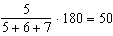 5/(5 + 6 + 7) · 180 = 50